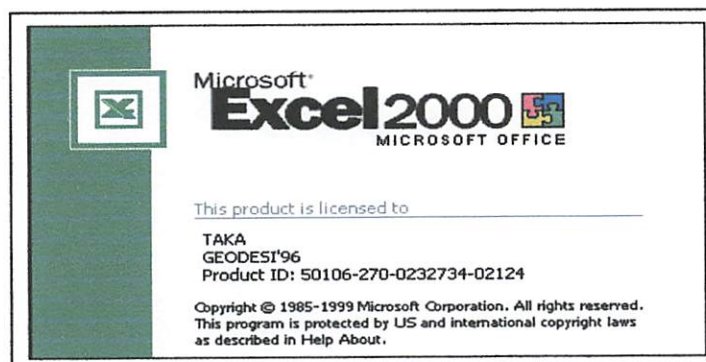 Microsoft®
Excel 2000
MICROSOFT OFFICE
This product is licensed to
TAKA
GEODESI'96
Product ID: 50106-270-0232734-02124
Copyright © 1985-1999 Microsoft Corporation. All rights reserved.
This program is protected by US and international copyright laws
as described in Help About.